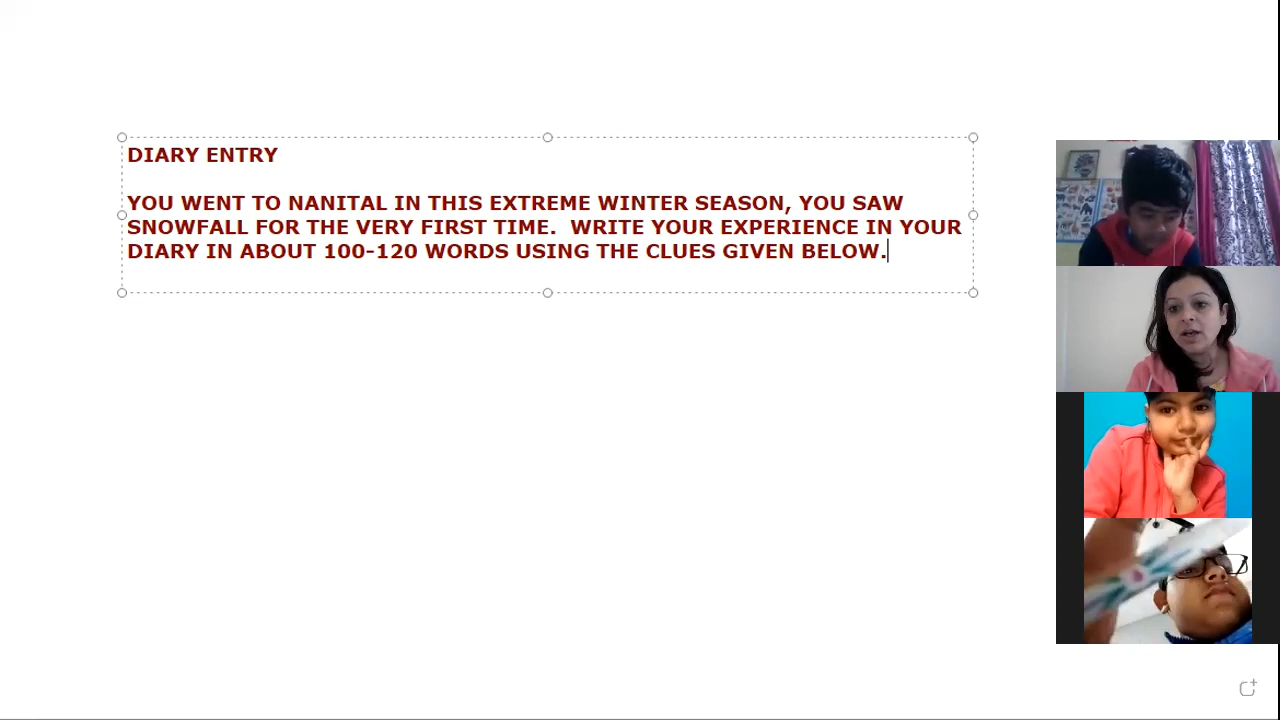 DIARY ENTRY
YOU WENT TO NANITAL IN THIS EXTREME WINTER SEASON, YOU SAW
SNOWFALL FOR THE VERY FIRST TIME.  WRITE YOUR EXPERIENCE IN YOUR
DIARY IN ABOUT 100-120 WORDS USING THE CLUES GIVEN BELOW.